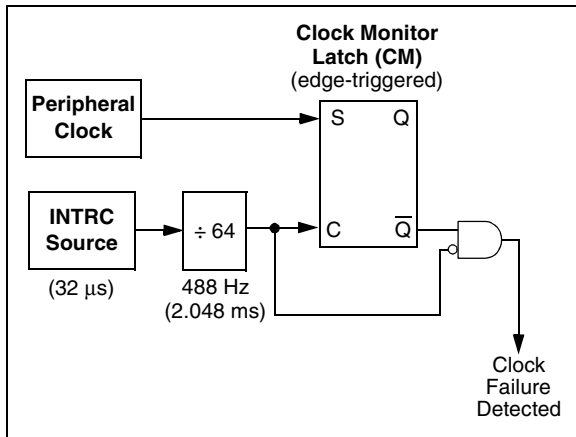 Clock Monitor
Latch (CM)
(edge-triggered)
Peripheral
Clock
S Q
INTRC
Source
÷ 64
C Q̅
(32 μs)
488 Hz
(2.048 ms)
Clock
Failure
Detected